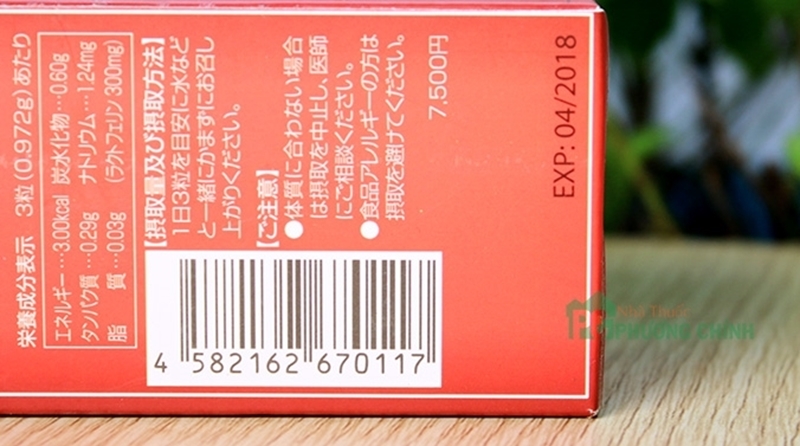 栄養成分表示 3粒(0.972g)あたり
エネルギー…3.00kcal 炭水化物…0.60g
タンパク質…0.29g ナトリウム…1.24mg
脂質…0.03g (ラクトフェリン 300mg)
【摂取量及び摂取方法】
1日3粒を目安に水など
と一緒にかまずにお召し
上がりください。
【ご注意】
●体質に合わない場合
は摂取を中止し、医師
にご相談ください。
●食品アレルギーの方は
摂取を避けてください。
7,500円
EXP: 04/2018
4 582162 670117
Nhà Thuốc
PHƯƠNG CHINH